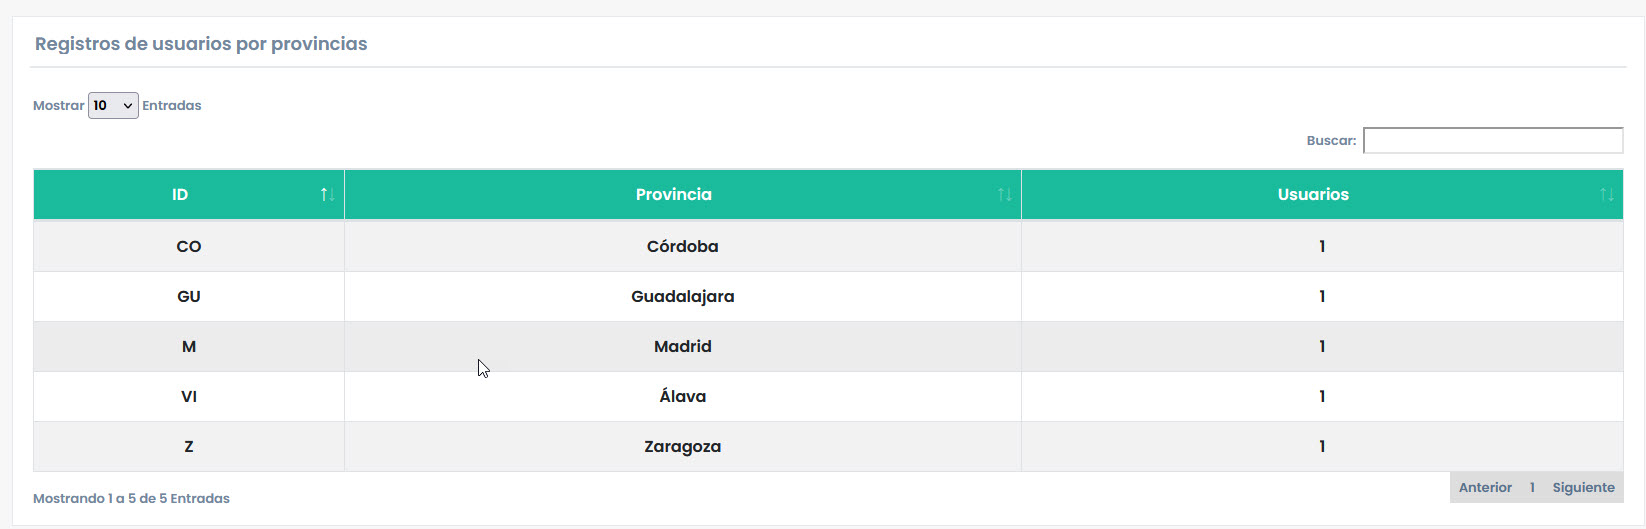 Registros de usuarios por provincias
Mostrar 10 Entradas
Buscar:
ID Provincia Usuarios
CO Córdoba 1
GU Guadalajara 1
M Madrid 1
VI Álava 1
Z Zaragoza 1
Mostrando 1 a 5 de 5 Entradas
Anterior 1 Siguiente